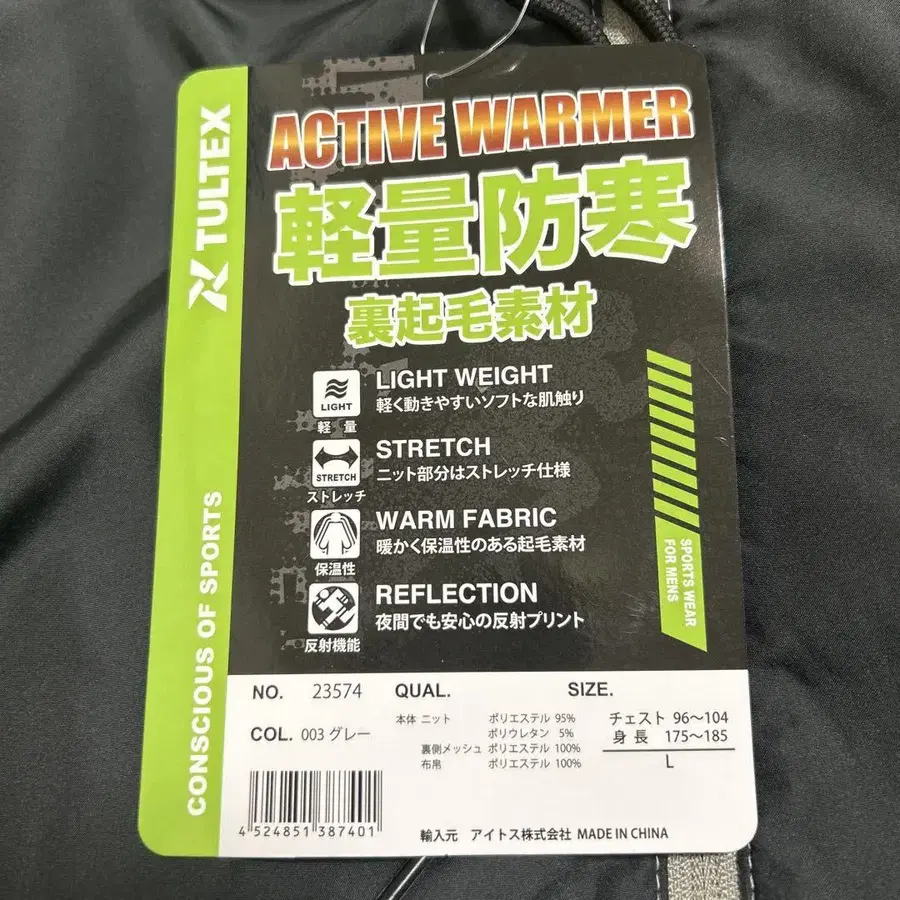 TULTEX
CONSCIOUS OF SPORTS
ACTIVE WARMER
軽量防寒
裏起毛素材
LIGHT
軽量
LIGHT WEIGHT
軽く動きやすいソフトな肌触り
STRETCH
ストレッチ
STRETCH
ニット部分はストレッチ仕様
保温性
WARM FABRIC
暖かく保温性のある起毛素材
反射機能
REFLECTION
夜間でも安心の反射プリント
SPORTS WEAR
FOR MENS
NO. 23574
COL. 003 グレー
4 524851 387401
QUAL.
本体 ニット ポリエステル 95%
ポリウレタン 5%
裏側メッシュ ポリエステル 100%
布帛 ポリエステル 100%
SIZE.
チェスト 96〜104
身長 175〜185
L
輸入元 アイトス株式会社 MADE IN CHINA